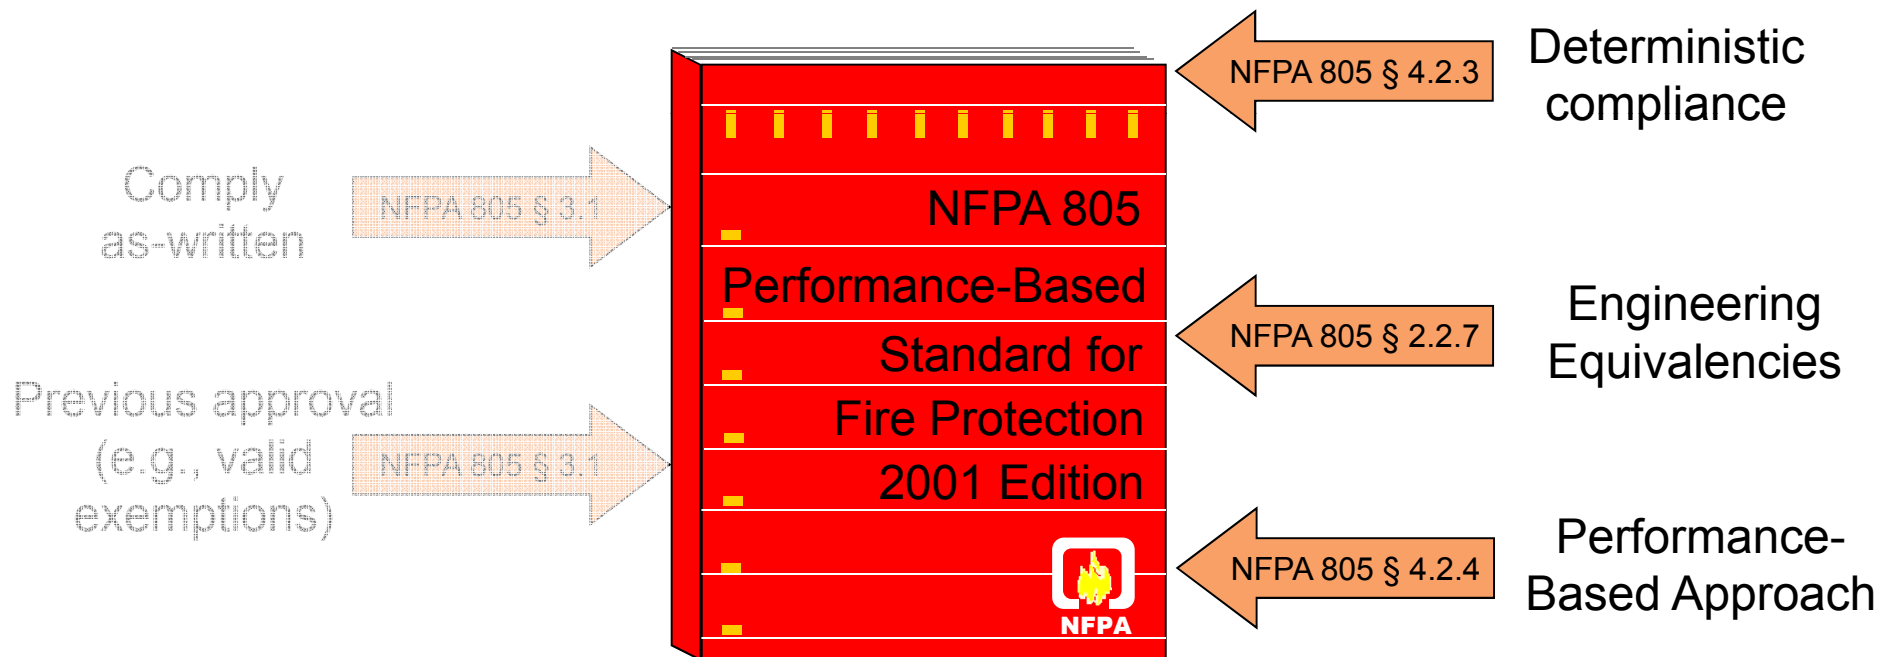 Comply
as-written
NFPA 805 § 3.1
Previous approval
(e.g., valid
exemptions)
NFPA 805 § 3.1
NFPA 805
Performance-Based
Standard for
Fire Protection
2001 Edition
NFPA
NFPA 805 § 4.2.3
Deterministic
compliance
NFPA 805 § 2.2.7
Engineering
Equivalencies
NFPA 805 § 4.2.4
Performance-
Based Approach